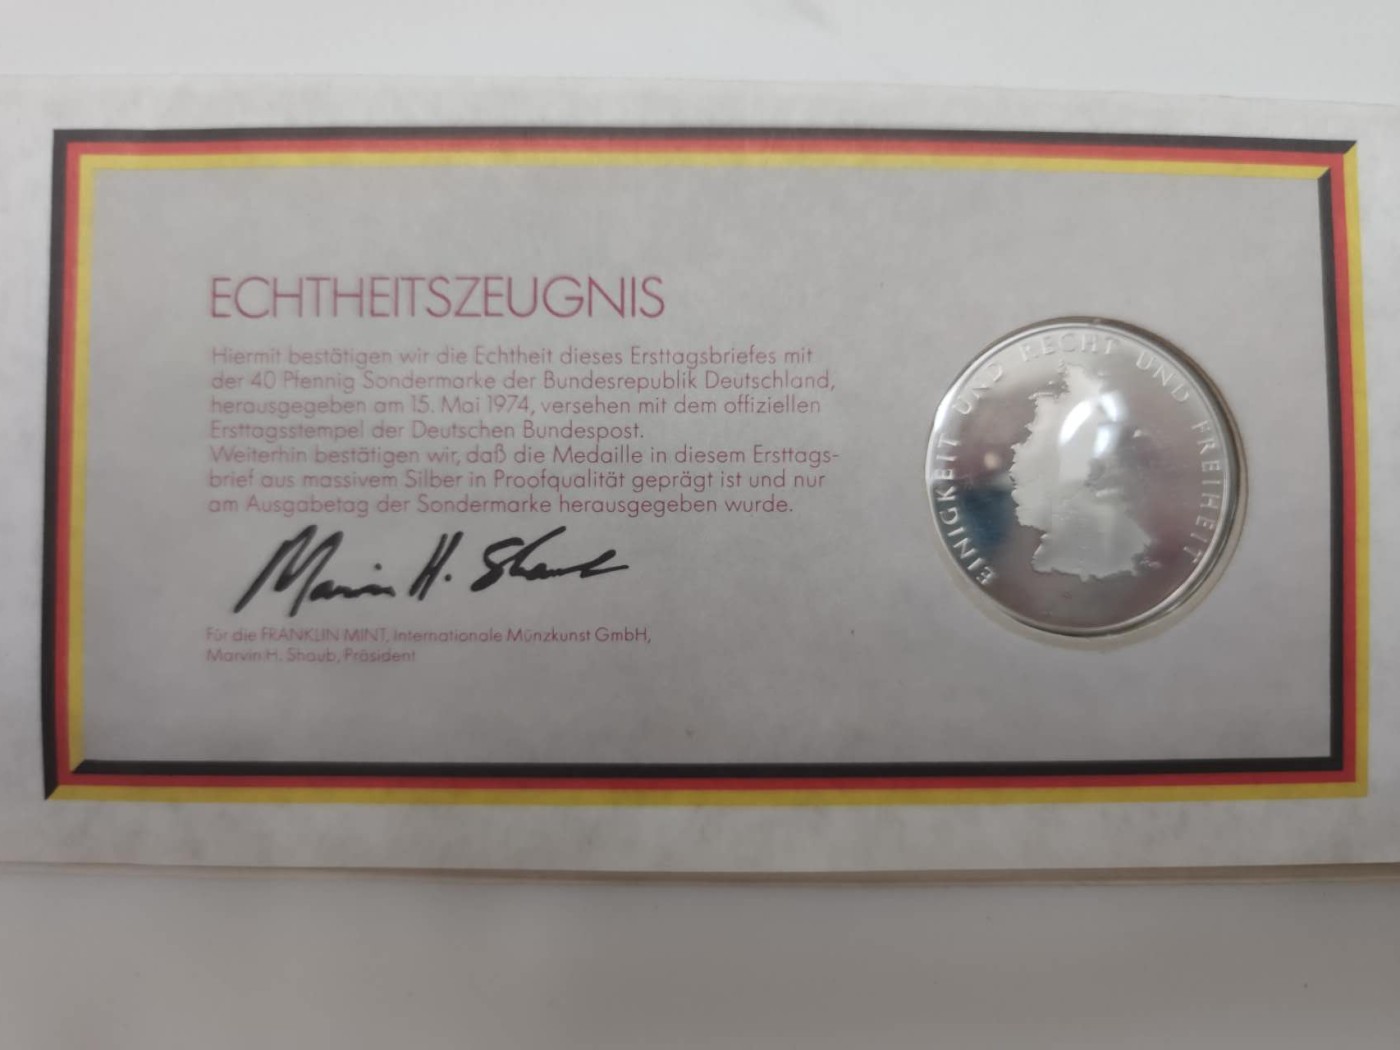 ECHTHEITSZEUGNIS
Hiermit bestätigen wir die Echtheit dieses Ersttagsbriefes mit
der 40 Pfennig Sondermarke der Bundesrepublik Deutschland,
herausgegeben am 15. Mai 1974, versehen mit dem offiziellen
Ersttagsstempel der Deutschen Bundespost.
Weiterhin bestätigen wir, daß die Medaille in diesem Ersttags-
brief aus massivem Silber in Proofqualität geprägt ist und nur
am Ausgabetag der Sondermarke herausgegeben wurde.
Marvin H. Shaub
Für die FRANKLIN MINT, Internationale Münzkunst GmbH,
Marvin H. Shaub, Präsident
EINIGKEIT UND RECHT UND FREIHEIT